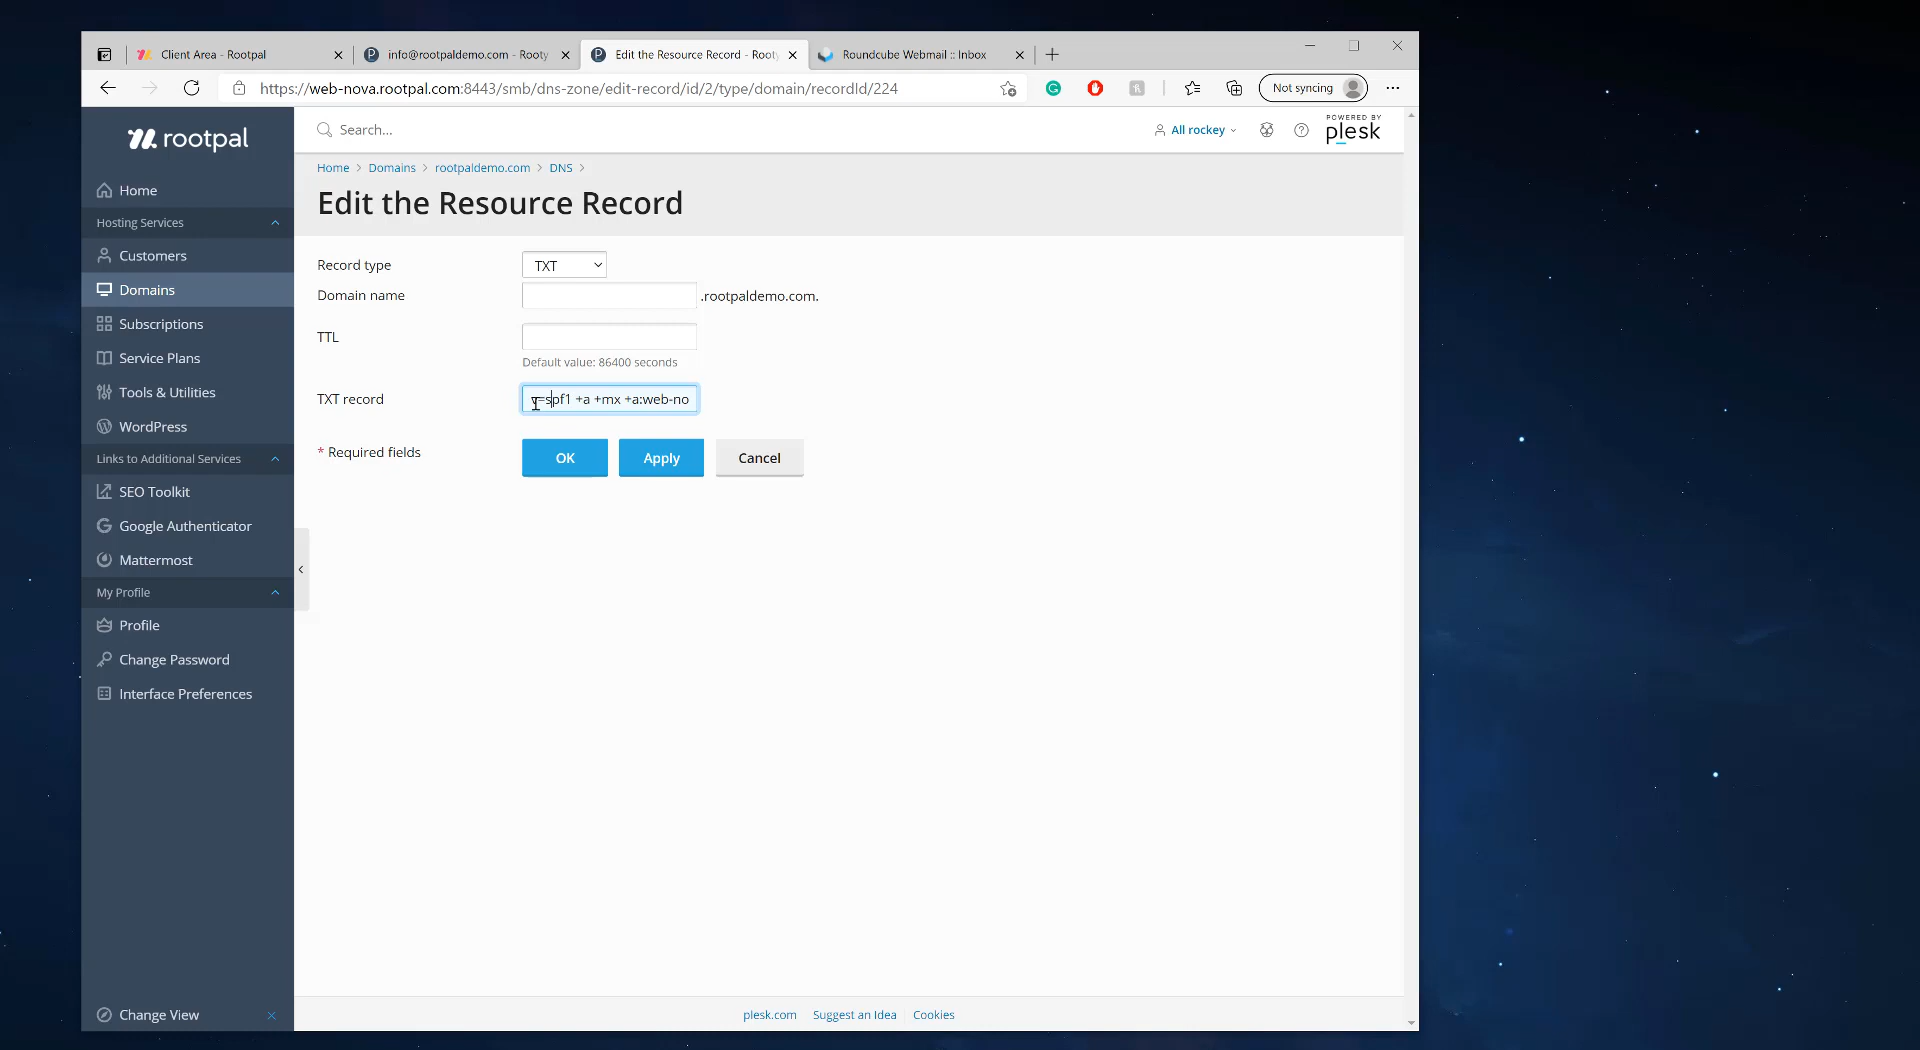 Client Area - Rootpal
info@rootpaldemo.com - Rooty
Edit the Resource Record - Rooty
Roundcube Webmail :: Inbox
https://web-nova.rootpal.com:8443/smb/dns-zone/edit-record/id/2/type/domain/recordId/224
Not syncing
rootpal
Search...
All rockey
POWERED BY
plesk
Home
Hosting Services
Customers
Domains
Subscriptions
Service Plans
Tools & Utilities
WordPress
Links to Additional Services
SEO Toolkit
Google Authenticator
Mattermost
My Profile
Profile
Change Password
Interface Preferences
Change View
Home > Domains > rootpaldemo.com > DNS >
Edit the Resource Record
Record type
TXT
Domain name
.rootpaldemo.com.
TTL
Default value: 86400 seconds
TXT record
v=spf1 +a +mx +a:web-no
* Required fields
OK
Apply
Cancel
plesk.com
Suggest an Idea
Cookies